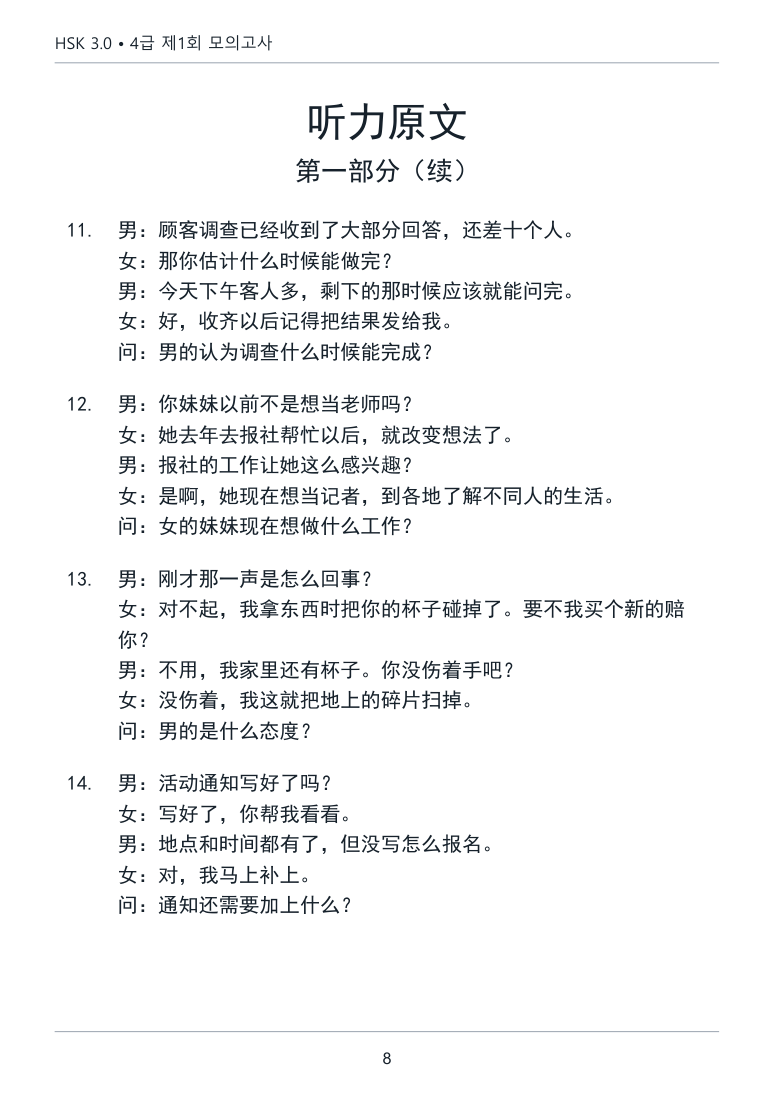 HSK 3.0 • 4급 제1회 모의고사
听力原文
第一部分（续）
11. 男：顾客调查已经收到了大部分回答，还差十个人。
女：那你估计什么时候能做完？
男：今天下午客人多，剩下的那时候应该就能问完。
女：好，收齐以后记得把结果发给我。
问：男的认为调查什么时候能完成？
12. 男：你妹妹以前不是想当老师吗？
女：她去年去报社帮忙以后，就改变想法了。
男：报社的工作让她这么感兴趣？
女：是啊，她现在想当记者，到各地了解不同人的生活。
问：女的妹妹现在想做什么工作？
13. 男：刚才那一声是怎么回事？
女：对不起，我拿东西时把你的杯子碰掉了。要不我买个新的赔
你？
男：不用，我家里还有杯子。你没伤着手吧？
女：没伤着，我这就把地上的碎片扫掉。
问：男的是什么态度？
14. 男：活动通知写好了吗？
女：写好了，你帮我看看。
男：地点和时间都有了，但没写怎么报名。
女：对，我马上补上。
问：通知还需要加上什么？
8